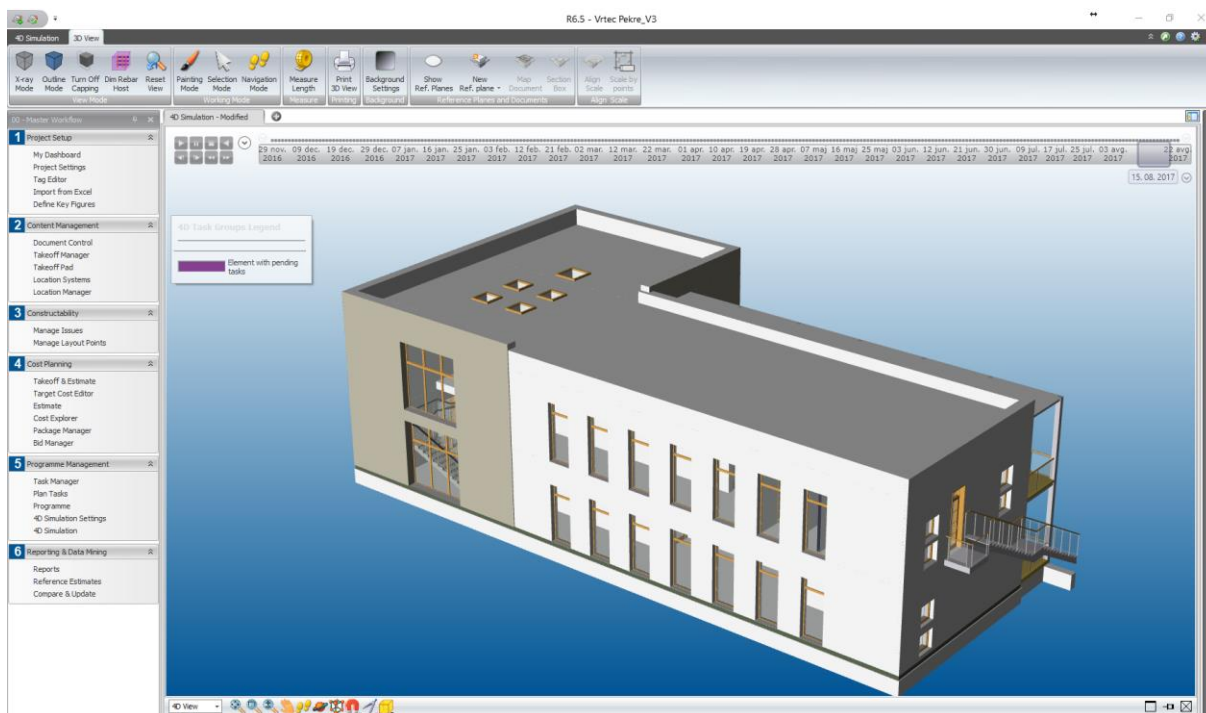 R6.5 - Vrtec Pekre_V3
4D Simulation 3D View
X-ray Mode
Outline Mode
Turn Off Capping
Dim Rebar Host
Reset View
View Mode
Painting Mode
Selection Mode
Navigation Mode
Working Mode
Measure Length
Measure
Print 3D View
Printing
Background Settings
Background
Show Ref. Planes
New Ref. plane
Map Document
Section Box
Reference Planes and Documents
Align Scale
Scale by points
Align Scale
00 - Master Workflow
4D Simulation - Modified
1 Project Setup
My Dashboard
Project Settings
Tag Editor
Import from Excel
Define Key Figures
2 Content Management
Document Control
Takeoff Manager
Takeoff Pad
Location Systems
Location Manager
3 Constructability
Manage Issues
Manage Layout Points
4 Cost Planning
Takeoff & Estimate
Target Cost Editor
Estimate
Cost Explorer
Package Manager
Bid Manager
5 Programme Management
Task Manager
Plan Tasks
Programme
4D Simulation Settings
4D Simulation
6 Reporting & Data Mining
Reports
Reference Estimates
Compare & Update
29 nov. 09 dec. 19 dec. 29 dec. 07 jan. 16 jan. 25 jan. 03 feb. 12 feb. 21 feb. 02 mar. 12 mar. 22 mar. 01 apr. 10 apr. 19 apr. 28 apr. 07 maj 16 maj 25 maj 03 jun. 12 jun. 21 jun. 30 jun. 09 jul. 17 jul. 25 jul. 03 avg. 22 avg.
2016 2016 2016 2016 2017 2017 2017 2017 2017 2017 2017 2017 2017 2017 2017 2017 2017 2017 2017 2017 2017 2017 2017 2017 2017 2017 2017 2017 2017
15. 08. 2017
4D Task Groups Legend
Element with pending
tasks
4D View